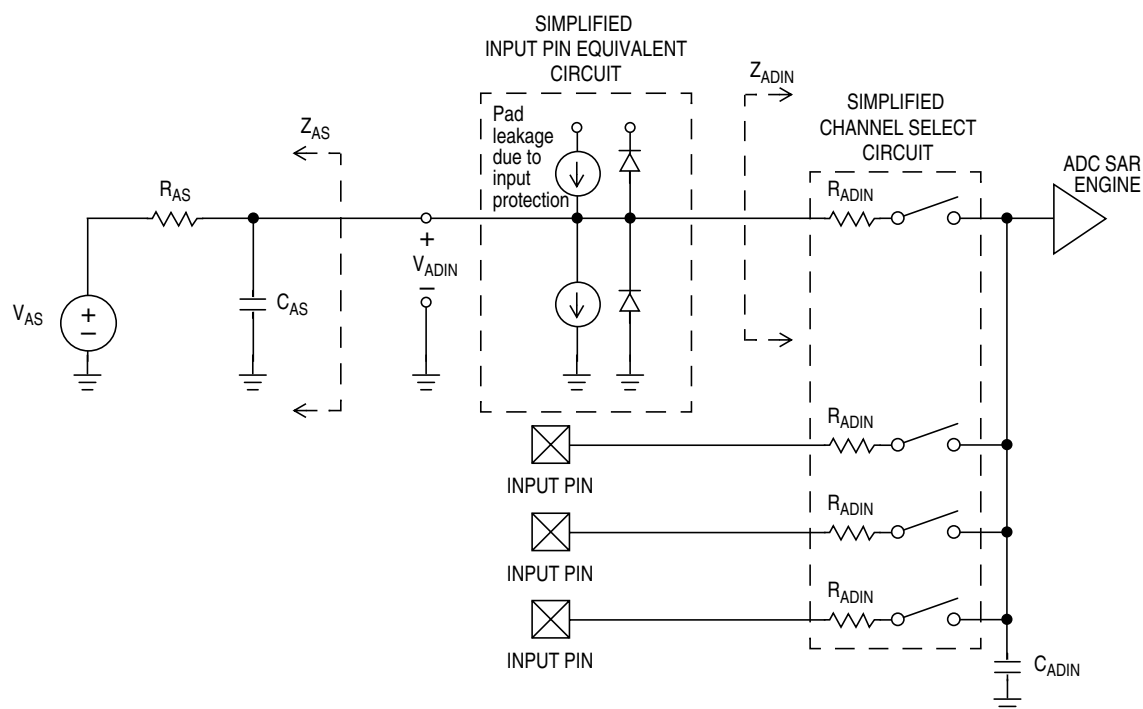 SIMPLIFIED
INPUT PIN EQUIVALENT
CIRCUIT
Pad
leakage
due to
input
protection
Z_AS
R_AS
C_AS
V_AS
+
−
+
V_ADIN
−
Z_ADIN
SIMPLIFIED
CHANNEL SELECT
CIRCUIT
R_ADIN
ADC SAR
ENGINE
R_ADIN
INPUT PIN
R_ADIN
INPUT PIN
R_ADIN
INPUT PIN
C_ADIN